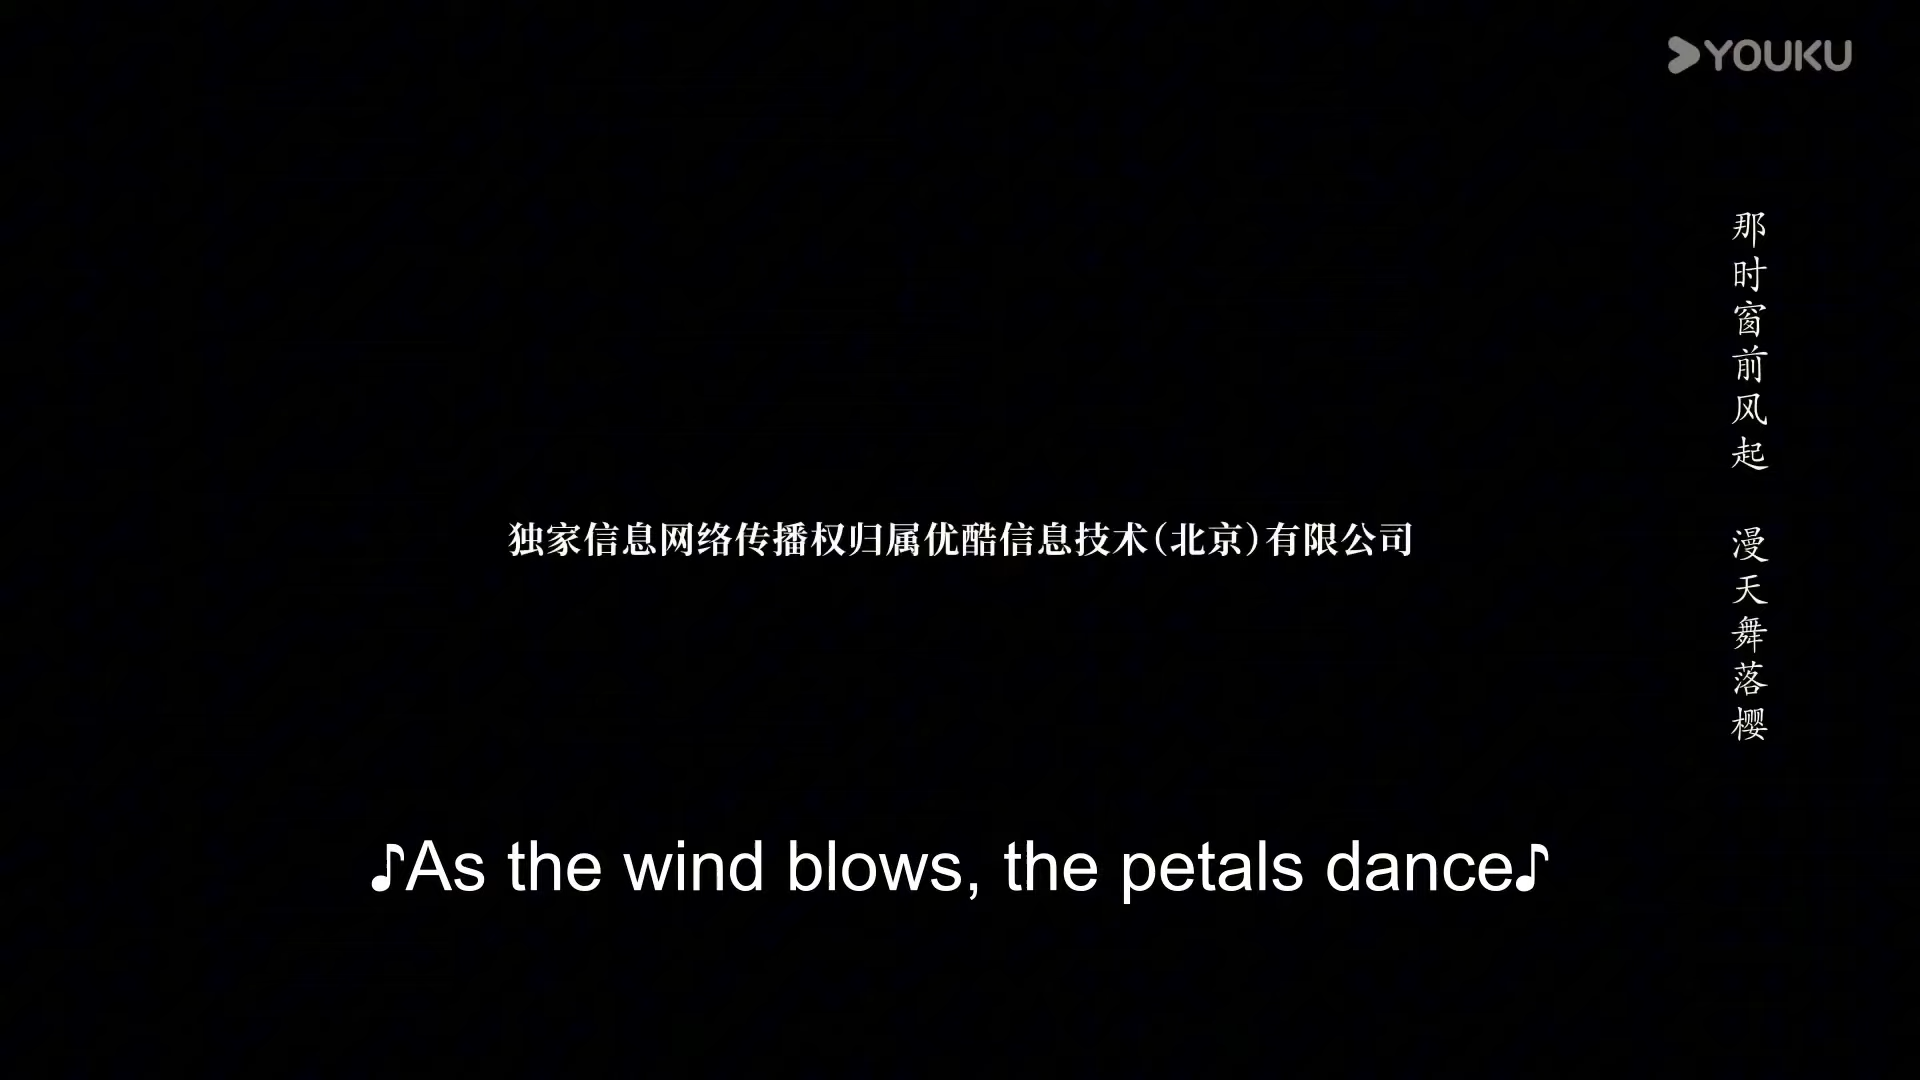 YOUKU
那时窗前风起 漫天舞落樱
独家信息网络传播权归属优酷信息技术(北京)有限公司
♪As the wind blows, the petals dance♪